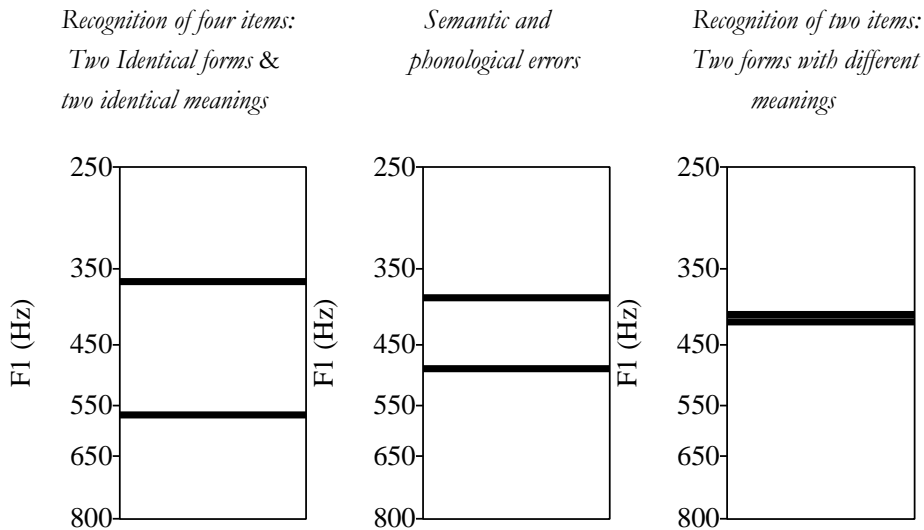 Recognition of four items:
Two Identical forms &
two identical meanings
Semantic and
phonological errors
Recognition of two items:
Two forms with different
meanings
F1 (Hz)
250
350
450
550
650
800
F1 (Hz)
250
350
450
550
650
800
F1 (Hz)
250
350
450
550
650
800